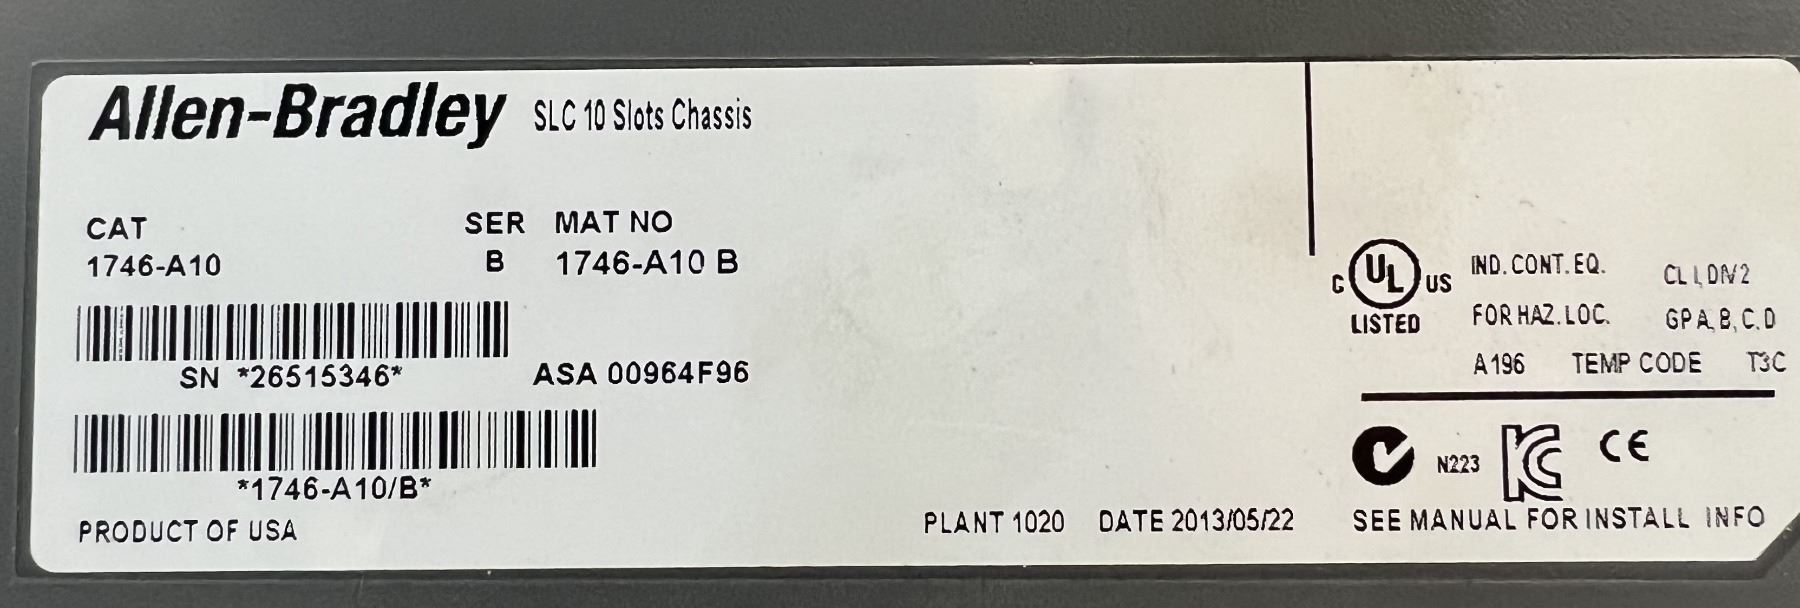 Allen-Bradley SLC 10 Slots Chassis
CAT SER MAT NO
1746-A10 B 1746-A10 B
SN *26515346* ASA 00964F96
*1746-A10/B*
PRODUCT OF USA
PLANT 1020 DATE 2013/05/22
C UL US LISTED
IND. CONT. EQ. CL I, DIV 2
FOR HAZ. LOC. GP A, B, C, D
A196 TEMP CODE T3C
N223 KC CE
SEE MANUAL FOR INSTALL INFO